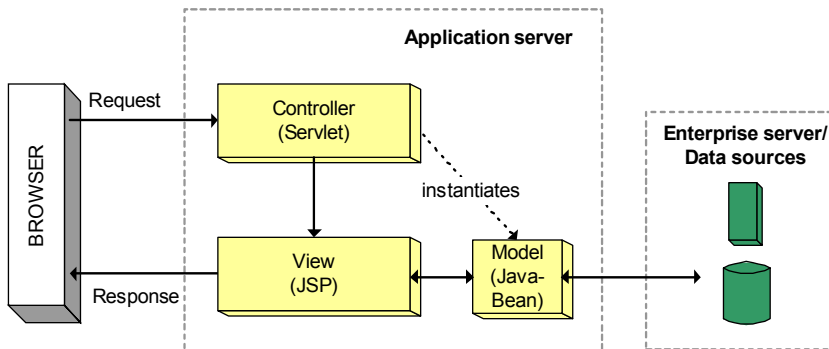 Application server
Request
Controller
(Servlet)
Enterprise server/
Data sources
BROWSER
instantiates
View
(JSP)
Model
(Java-
Bean)
Response